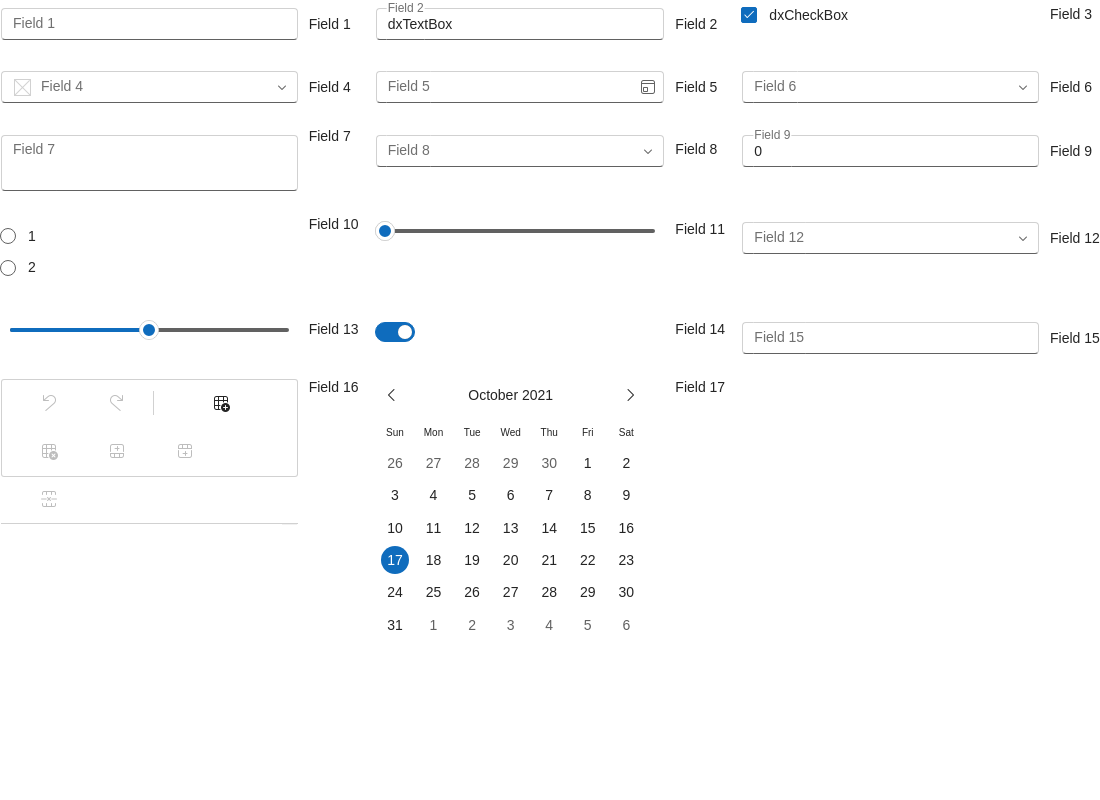 Field 1 Field 1 Field 2 Field 2 dxCheckBox Field 3
dxTextBox
Field 4 Field 4 Field 5 Field 5 Field 6 Field 6
Field 7 Field 7 Field 8 Field 8 Field 9 Field 9
0
1 Field 10 Field 11 Field 12 Field 12
2
Field 13 Field 14 Field 15 Field 15
Field 16 October 2021 Field 17
Sun Mon Tue Wed Thu Fri Sat
26 27 28 29 30 1 2
3 4 5 6 7 8 9
10 11 12 13 14 15 16
17 18 19 20 21 22 23
24 25 26 27 28 29 30
31 1 2 3 4 5 6